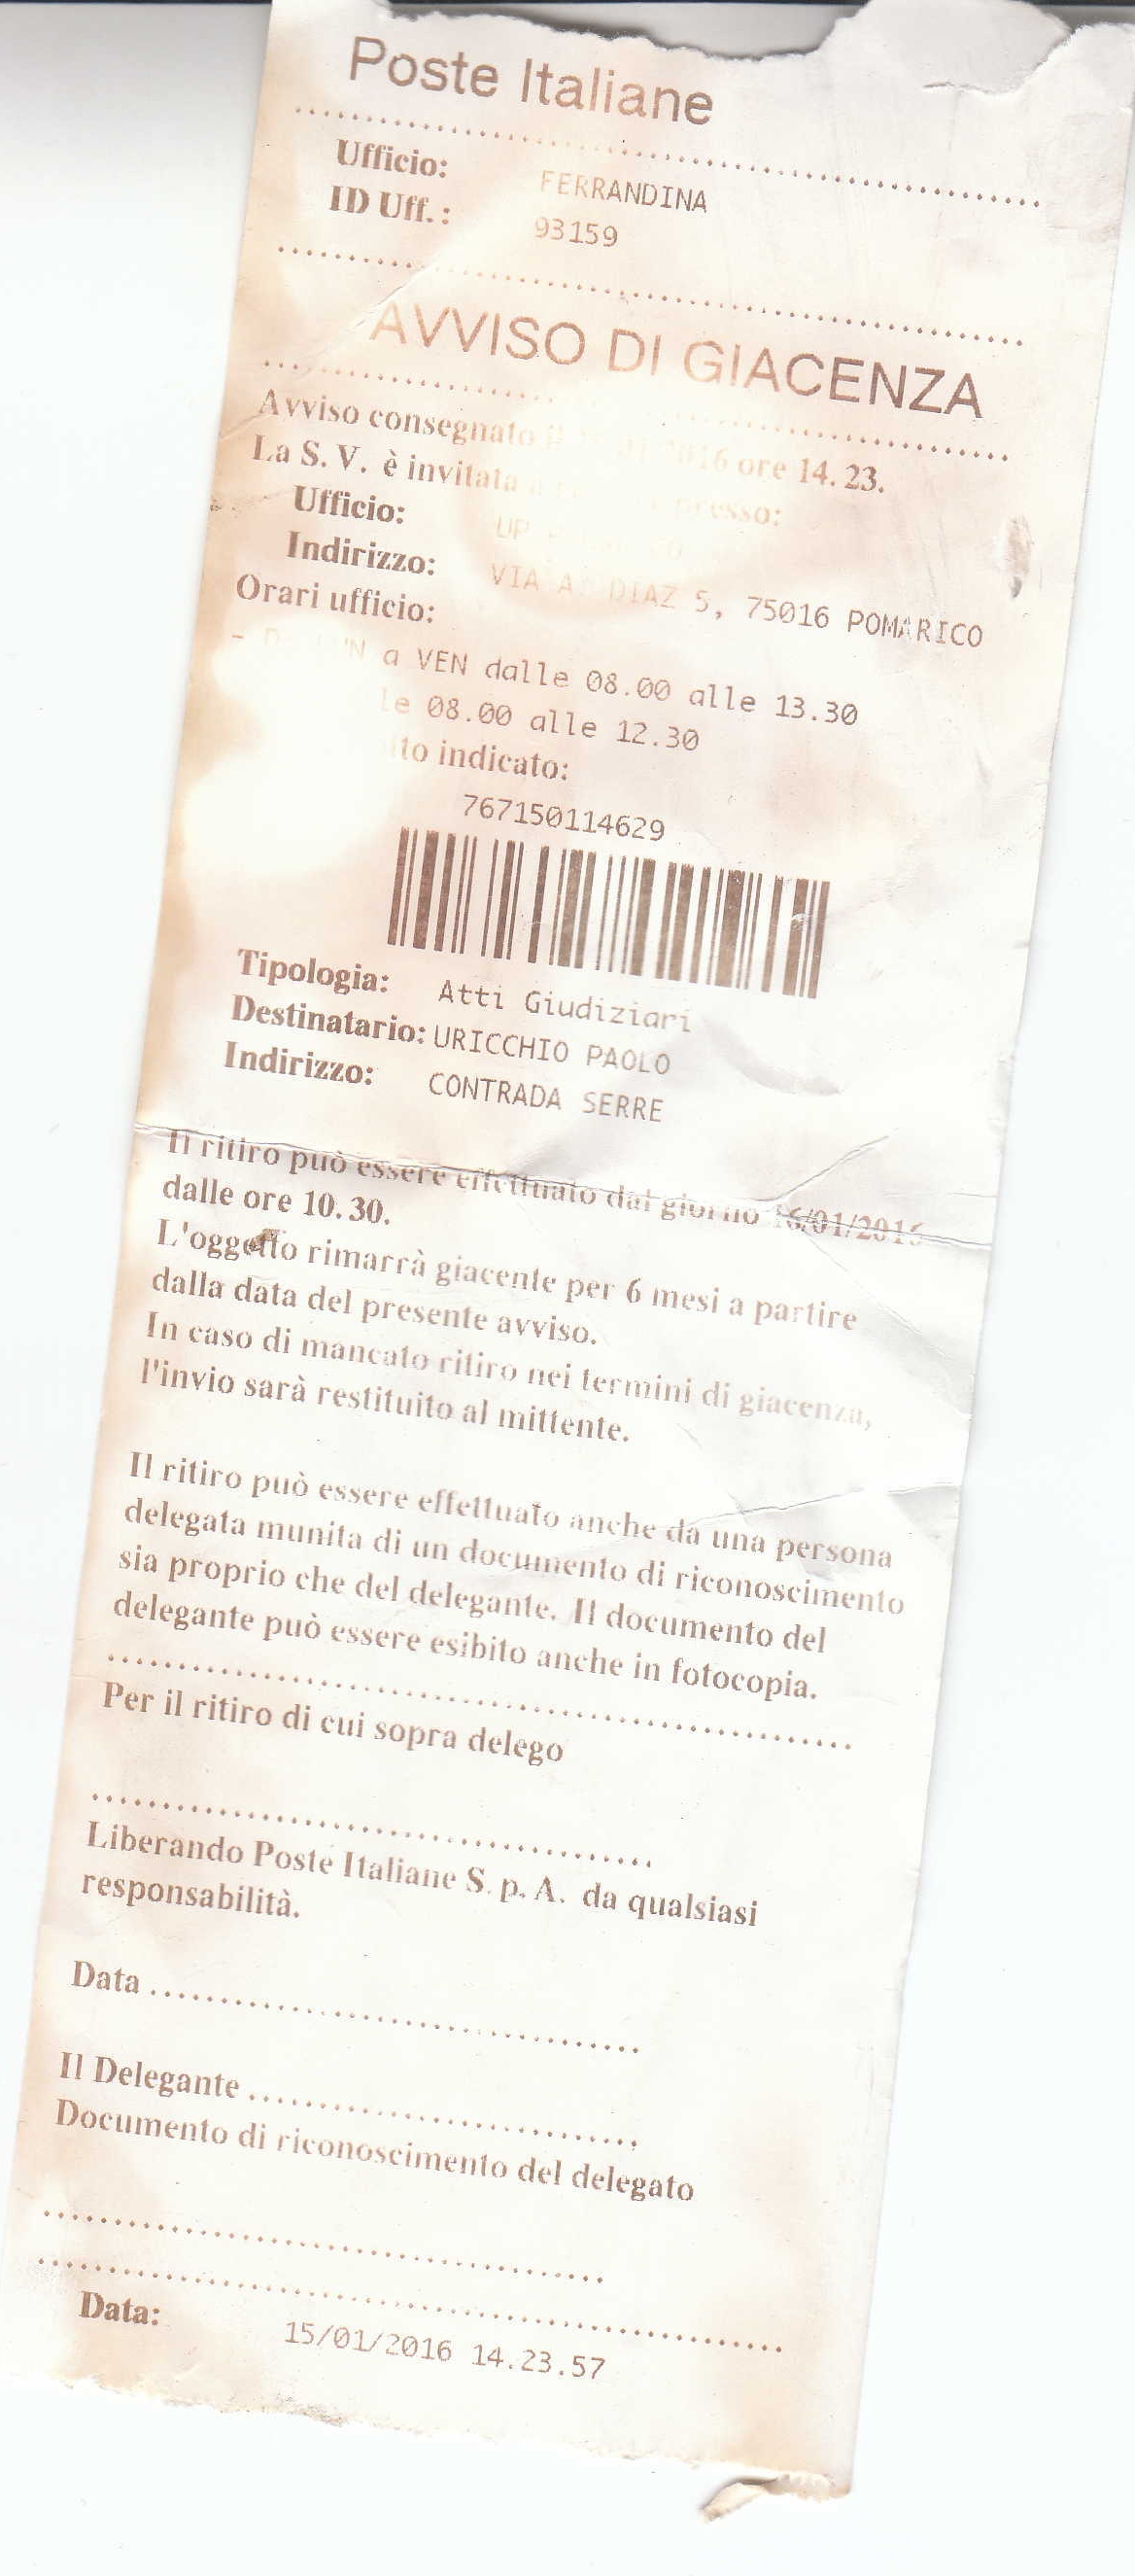 Poste Italiane
Ufficio: FERRANDINA
ID Uff. : 93159
AVVISO DI GIACENZA
Avviso consegnato ore 14. 23.
La S. V. è invitata presso:
Ufficio: UP
Indirizzo: VIA A. DIAZ 5, 75016 POMARICO
Orari ufficio:
- a VEN dalle 08.00 alle 13.30
08.00 alle 12.30
indicato:
767150114629
Tipologia: Atti Giudiziari
Destinatario: URICCHIO PAOLO
Indirizzo: CONTRADA SERRE
Il ritiro può essere effettuato dal giorno 16/01/2016
dalle ore 10. 30.
L'oggetto rimarrà giacente per 6 mesi a partire
dalla data del presente avviso.
In caso di mancato ritiro nei termini di giacenza,
l'invio sarà restituito al mittente.
Il ritiro può essere effettuato anche da una persona
delegata munita di un documento di riconoscimento
sia proprio che del delegante. Il documento del
delegante può essere esibito anche in fotocopia.
Per il ritiro di cui sopra delego
Liberando Poste Italiane S. p. A. da qualsiasi
responsabilità.
Data ..................................
Il Delegante ...........................
Documento di riconoscimento del delegato
Data: 15/01/2016 14.23.57